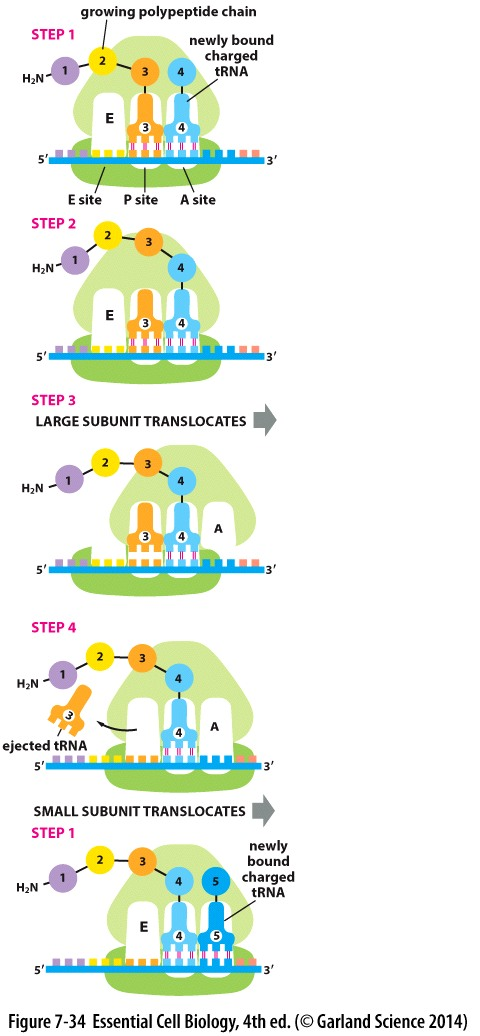 growing polypeptide chain
STEP 1
newly bound
charged
tRNA
1
2
3
4
H₂N
E
3
4
5′
3′
E site
P site
A site
STEP 2
2
3
1
4
H₂N
E
3
4
5′
3′
STEP 3
LARGE SUBUNIT TRANSLOCATES
2
3
1
4
H₂N
3
4
A
5′
3′
STEP 4
2
3
1
4
H₂N
3
4
A
ejected tRNA
5′
3′
SMALL SUBUNIT TRANSLOCATES
STEP 1
newly
bound
charged
tRNA
2
3
1
4
5
H₂N
E
4
5
5′
3′
Figure 7-34 Essential Cell Biology, 4th ed. (© Garland Science 2014)